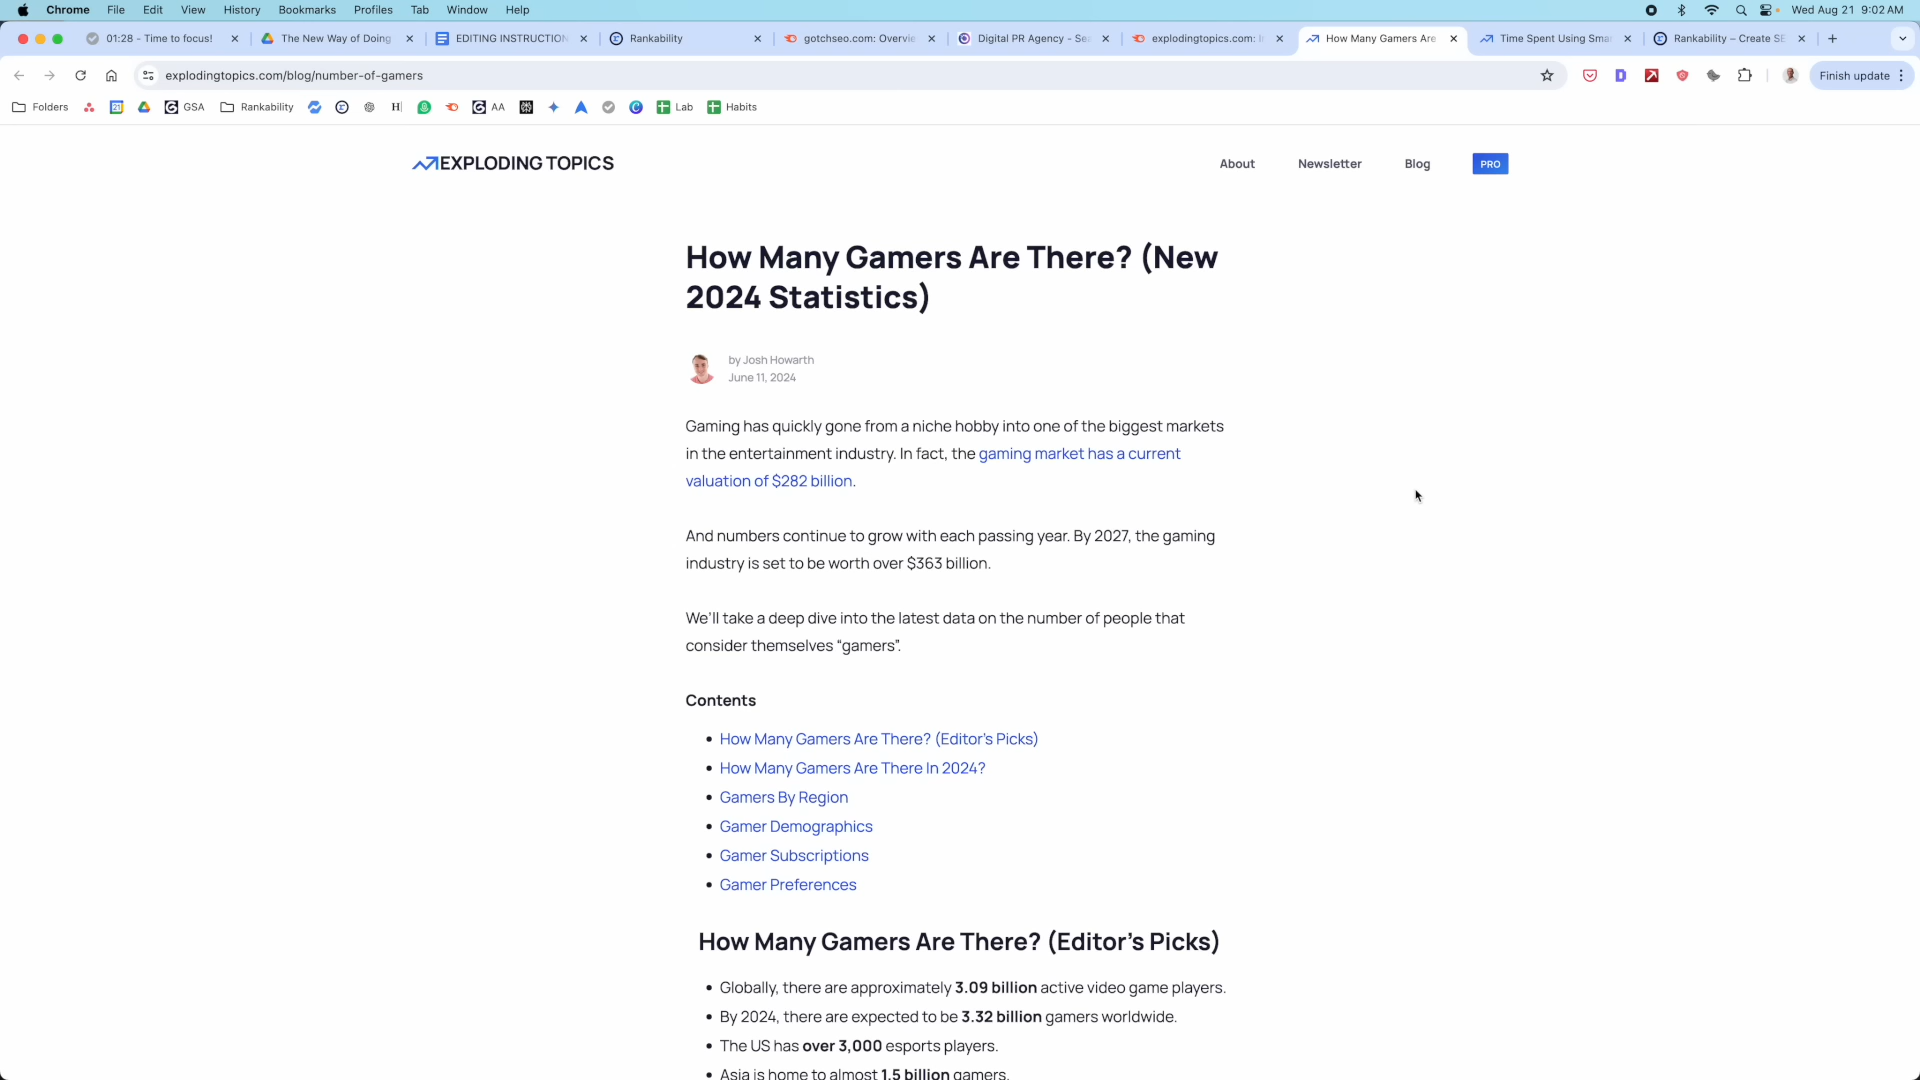 Chrome File Edit View History Bookmarks Profiles Tab Window Help Wed Aug 21 9:02 AM
01:28 - Time to focus! The New Way of Doing EDITING INSTRUCTION Rankability gotchseo.com: Overvie Digital PR Agency - Sea explodingtopics.com: How Many Gamers Are Time Spent Using Smar Rankability – Create SE
explodingtopics.com/blog/number-of-gamers Finish update
Folders GSA Rankability H AA Lab Habits
EXPLODING TOPICS About Newsletter Blog PRO
How Many Gamers Are There? (New
2024 Statistics)
by Josh Howarth
June 11, 2024
Gaming has quickly gone from a niche hobby into one of the biggest markets
in the entertainment industry. In fact, the gaming market has a current
valuation of $282 billion.
And numbers continue to grow with each passing year. By 2027, the gaming
industry is set to be worth over $363 billion.
We'll take a deep dive into the latest data on the number of people that
consider themselves “gamers”.
Contents
How Many Gamers Are There? (Editor's Picks)
How Many Gamers Are There In 2024?
Gamers By Region
Gamer Demographics
Gamer Subscriptions
Gamer Preferences
How Many Gamers Are There? (Editor's Picks)
Globally, there are approximately 3.09 billion active video game players.
By 2024, there are expected to be 3.32 billion gamers worldwide.
The US has over 3,000 esports players.
Asia is home to almost 1.5 billion gamers.